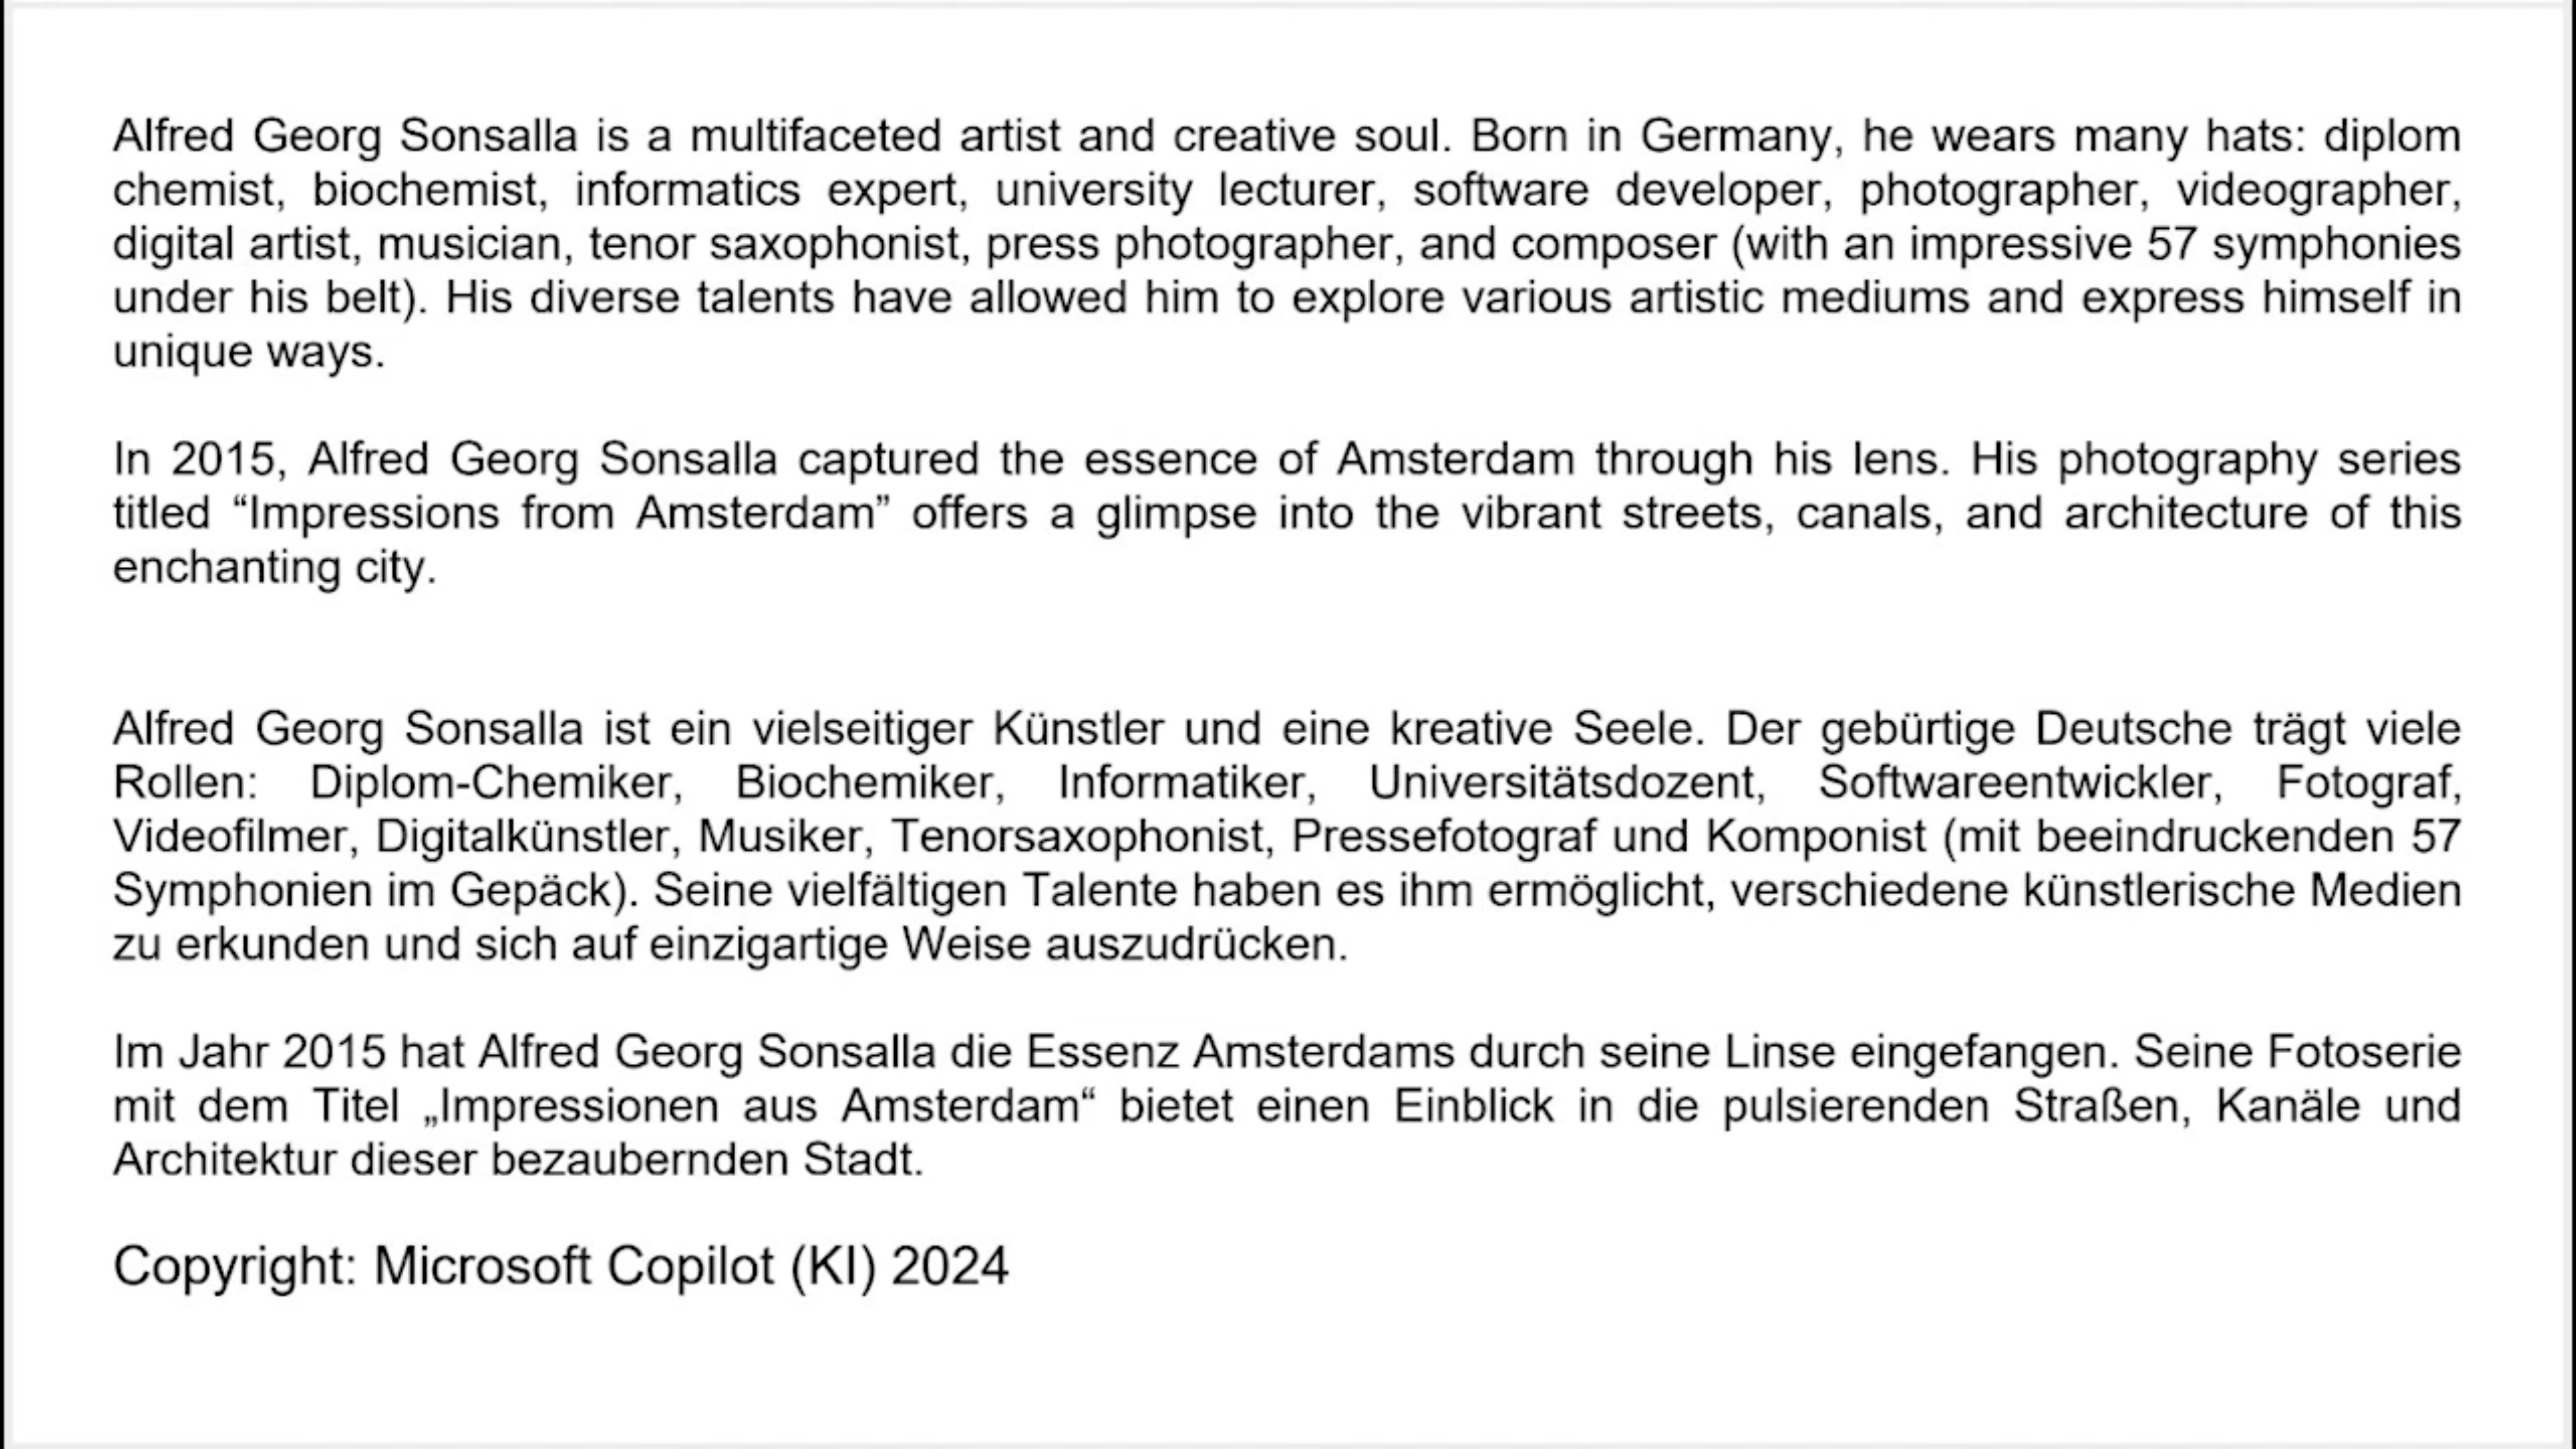 Alfred Georg Sonsalla is a multifaceted artist and creative soul. Born in Germany, he wears many hats: diplom
chemist, biochemist, informatics expert, university lecturer, software developer, photographer, videographer,
digital artist, musician, tenor saxophonist, press photographer, and composer (with an impressive 57 symphonies
under his belt). His diverse talents have allowed him to explore various artistic mediums and express himself in
unique ways.
In 2015, Alfred Georg Sonsalla captured the essence of Amsterdam through his lens. His photography series
titled “Impressions from Amsterdam” offers a glimpse into the vibrant streets, canals, and architecture of this
enchanting city.
Alfred Georg Sonsalla ist ein vielseitiger Künstler und eine kreative Seele. Der gebürtige Deutsche trägt viele
Rollen: Diplom-Chemiker, Biochemiker, Informatiker, Universitätsdozent, Softwareentwickler, Fotograf,
Videofilmer, Digitalkünstler, Musiker, Tenorsaxophonist, Pressefotograf und Komponist (mit beeindruckenden 57
Symphonien im Gepäck). Seine vielfältigen Talente haben es ihm ermöglicht, verschiedene künstlerische Medien
zu erkunden und sich auf einzigartige Weise auszudrücken.
Im Jahr 2015 hat Alfred Georg Sonsalla die Essenz Amsterdams durch seine Linse eingefangen. Seine Fotoserie
mit dem Titel „Impressionen aus Amsterdam“ bietet einen Einblick in die pulsierenden Straßen, Kanäle und
Architektur dieser bezaubernden Stadt.
Copyright: Microsoft Copilot (KI) 2024